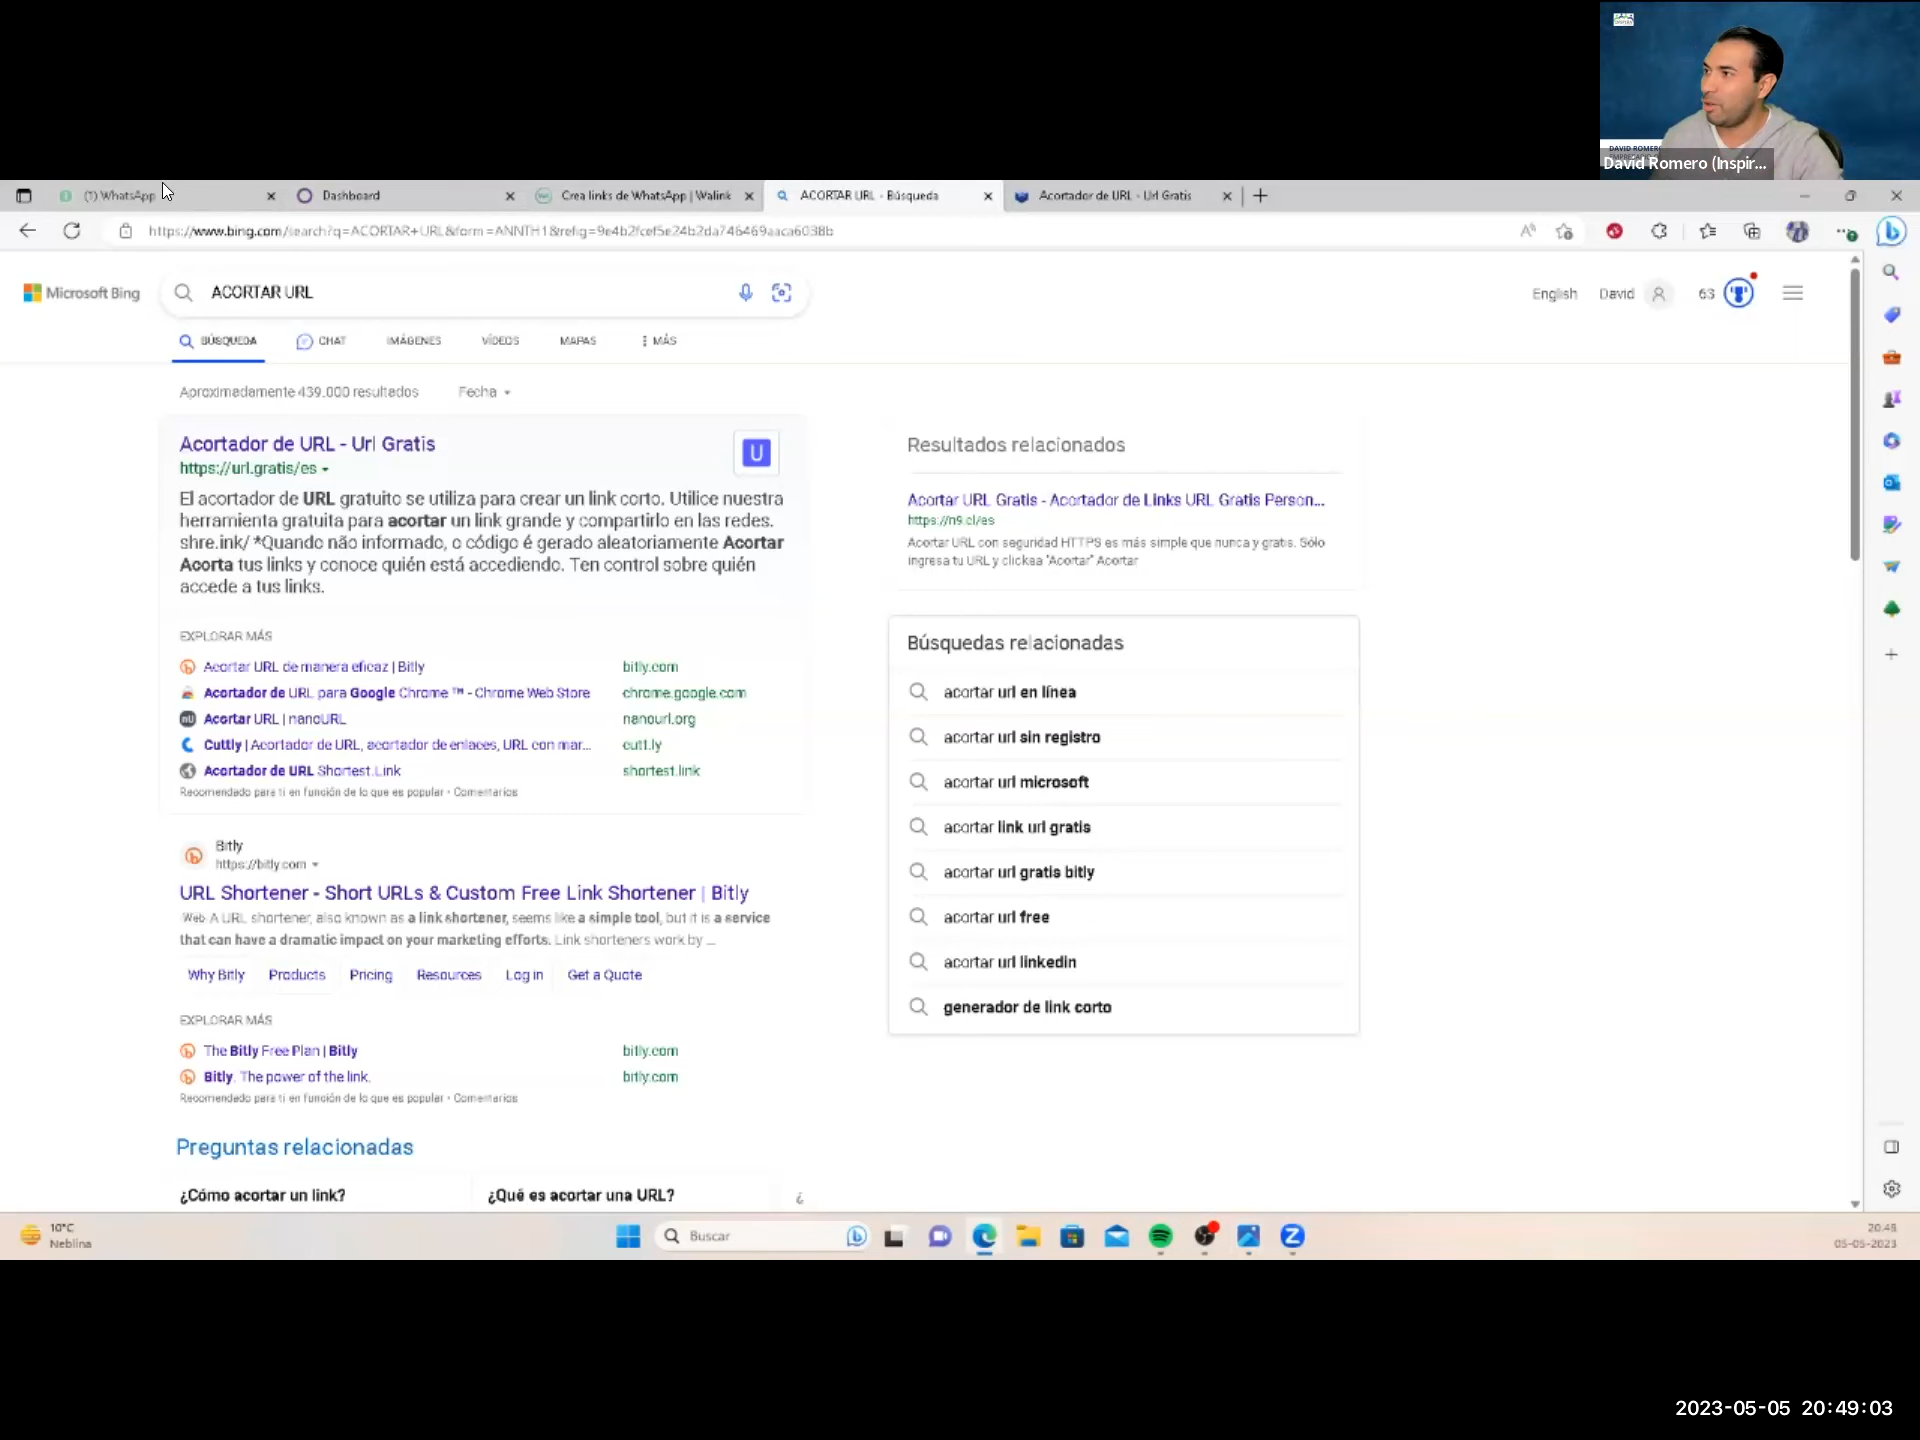 DAVID ROMERO
David Romero (Inspir...
(1) WhatsApp
Dashboard
Crea links de WhatsApp | Walink
ACORTAR URL - Búsqueda
Acortador de URL - Url Gratis
https://www.bing.com/search?q=ACORTAR+URL&form=ANNTH1&refig=9e4b2fcef5e24b2da746469aaca6038b
Microsoft Bing
ACORTAR URL
English
David
63
BÚSQUEDA
CHAT
IMÁGENES
VÍDEOS
MAPAS
MÁS
Aproximadamente 439.000 resultados
Fecha
Acortador de URL - Url Gratis
https://url.gratis/es
U
El acortador de URL gratuito se utiliza para crear un link corto. Utilice nuestra
herramienta gratuita para acortar un link grande y compartirlo en las redes.
shre.ink/ *Quando não informado, o código é gerado aleatoriamente Acortar
Acorta tus links y conoce quién está accediendo. Ten control sobre quién
accede a tus links.
EXPLORAR MÁS
Acortar URL de manera eficaz | Bitly
bitly.com
Acortador de URL para Google Chrome ™ - Chrome Web Store
chrome.google.com
nU
Acortar URL | nanoURL
nanourl.org
Cuttly | Acortador de URL, acortador de enlaces, URL con mar...
cutt.ly
Acortador de URL Shortest.Link
shortest.link
Recomendado para ti en función de lo que es popular • Comentarios
Bitly
https://bitly.com
URL Shortener - Short URLs & Custom Free Link Shortener | Bitly
Web A URL shortener, also known as a link shortener, seems like a simple tool, but it is a service
that can have a dramatic impact on your marketing efforts. Link shorteners work by ...
Why Bitly
Products
Pricing
Resources
Log in
Get a Quote
EXPLORAR MÁS
The Bitly Free Plan | Bitly
bitly.com
Bitly. The power of the link.
bitly.com
Recomendado para ti en función de lo que es popular • Comentarios
Preguntas relacionadas
¿Cómo acortar un link?
¿Qué es acortar una URL?
¿
Resultados relacionados
Acortar URL Gratis - Acortador de Links URL Gratis Person...
https://n9.cl/es
Acortar URL con seguridad HTTPS es más simple que nunca y gratis. Sólo
ingresa tu URL y clickea "Acortar" Acortar
Búsquedas relacionadas
acortar url en línea
acortar url sin registro
acortar url microsoft
acortar link url gratis
acortar url gratis bitly
acortar url free
acortar url linkedin
generador de link corto
10°C
Neblina
Buscar
20:48
05-05-2023
2023-05-05 20:49:03